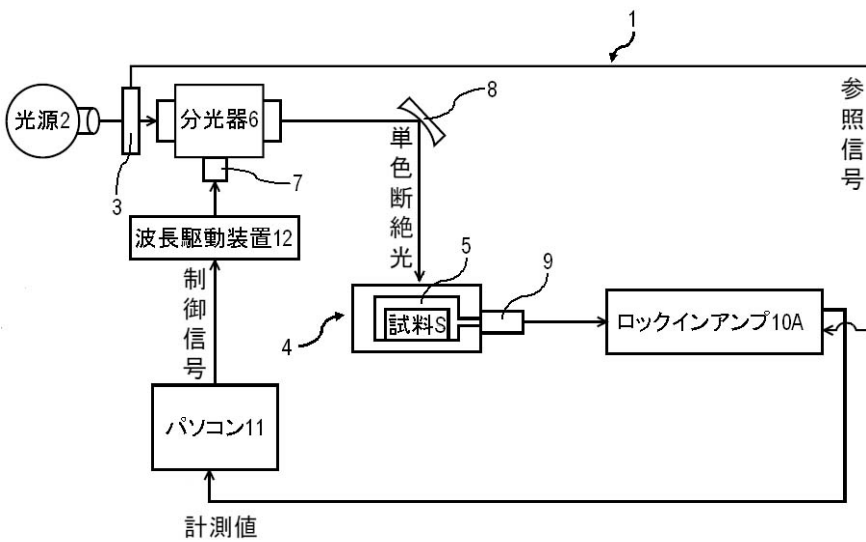 1
参照信号
光源2
分光器6
8
単色断絶光
3
7
波長駆動装置12
制御信号
5
9
試料S
4
ロックインアンプ10A
パソコン11
計測値